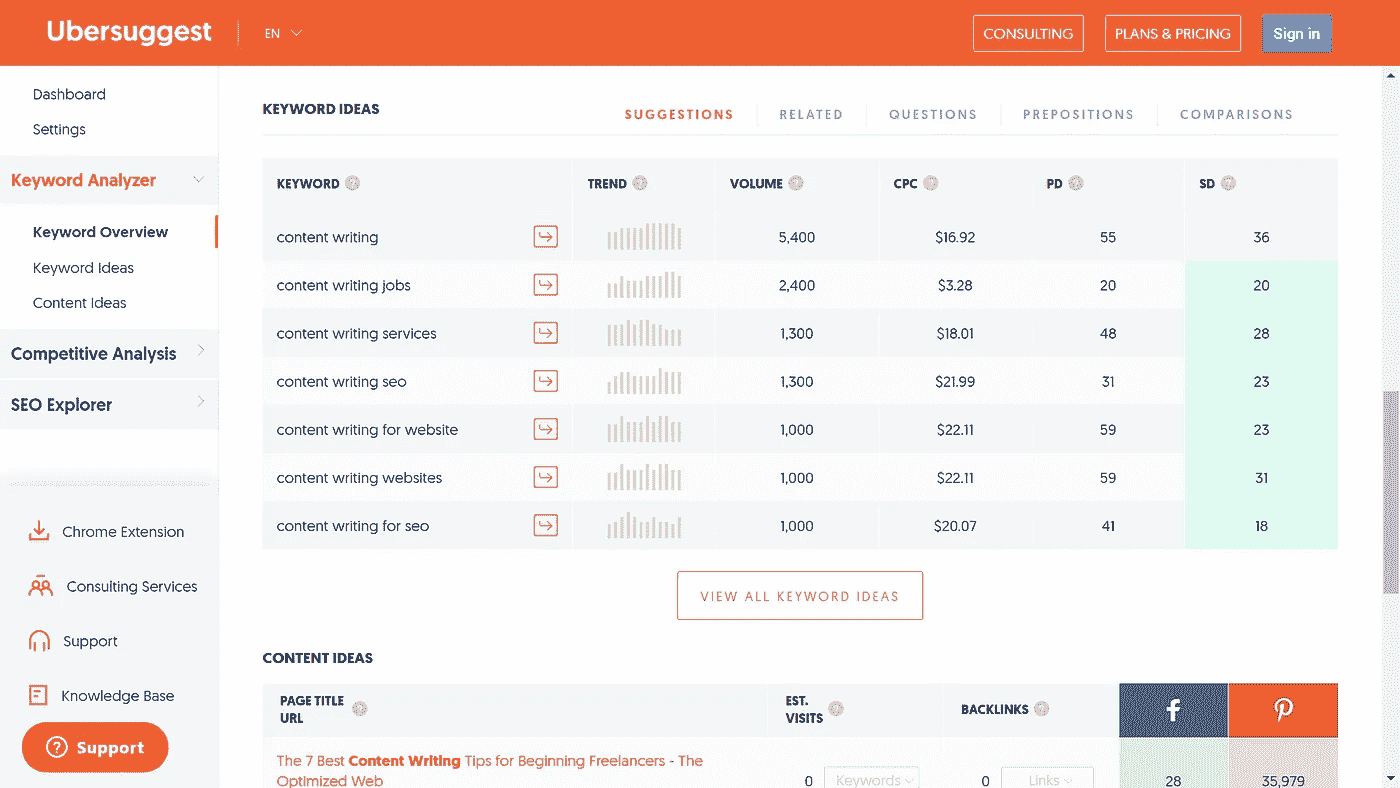 Ubersuggest
EN
CONSULTING
PLANS & PRICING
Sign in
Dashboard
Settings
Keyword Analyzer
Keyword Overview
Keyword Ideas
Content Ideas
Competitive Analysis
SEO Explorer
Chrome Extension
Consulting Services
Support
Knowledge Base
? Support
KEYWORD IDEAS
SUGGESTIONS RELATED QUESTIONS PREPOSITIONS COMPARISONS
KEYWORD ? TREND ? VOLUME ? CPC ? PD ? SD ?
content writing 5,400 $16.92 55 36
content writing jobs 2,400 $3.28 20 20
content writing services 1,300 $18.01 48 28
content writing seo 1,300 $21.99 31 23
content writing for website 1,000 $22.11 59 23
content writing websites 1,000 $22.11 59 31
content writing for seo 1,000 $20.07 41 18
VIEW ALL KEYWORD IDEAS
CONTENT IDEAS
PAGE TITLE ?
URL
EST. ?
VISITS
BACKLINKS ?
The 7 Best Content Writing Tips for Beginning Freelancers - The
Optimized Web
0 Keywords 0 Links 28 35,979